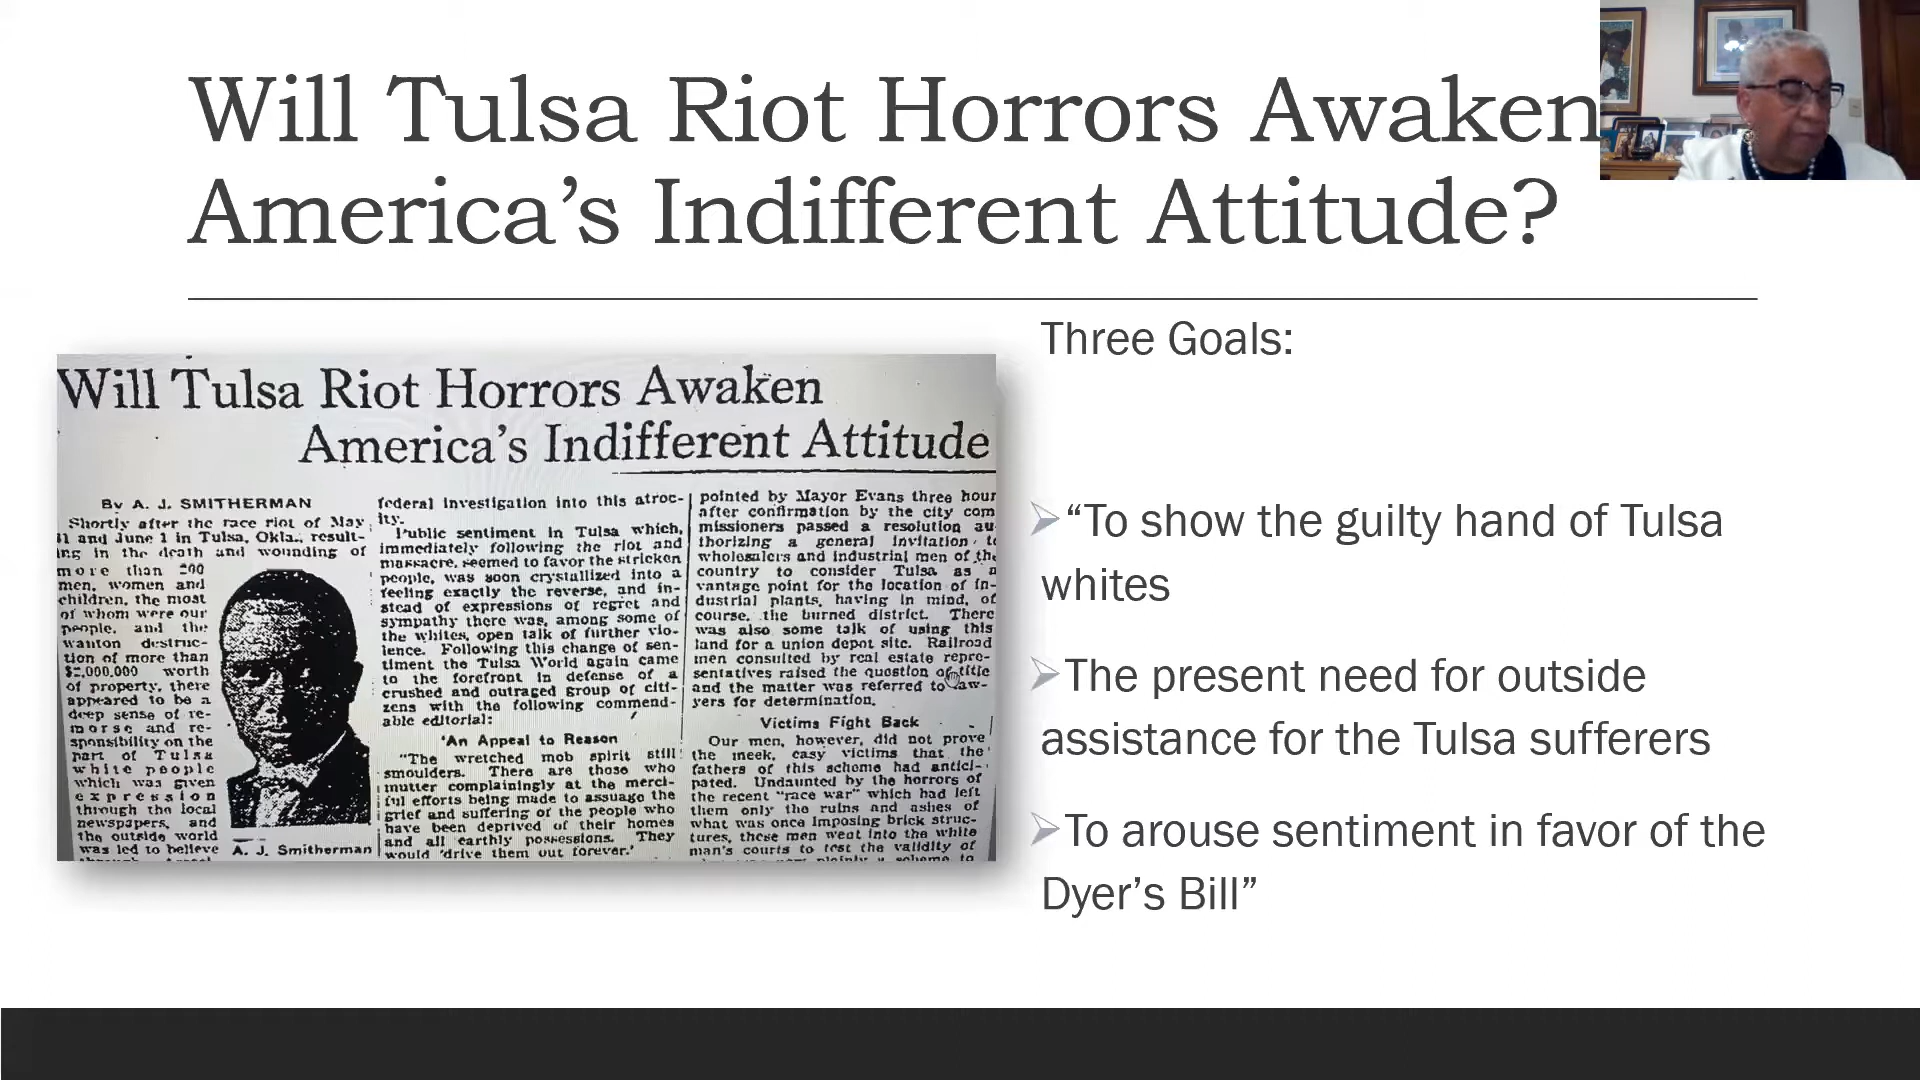 Will Tulsa Riot Horrors Awaken
America’s Indifferent Attitude?
Will Tulsa Riot Horrors Awaken
America's Indifferent Attitude
By A. J. SMITHERMAN
Shortly after the race riot of May
31 and June 1 in Tulsa, Okla., result-
ing in the death and wounding of
more than 200
men, women and
children, the most
of whom were our
people, and the
wanton destruc-
tion of more than
$2,000,000 worth
of property, there
appeared to be a
deep sense of re-
morse and re-
sponsibility on the
part of Tulsa
white people
which was given
expression
through the local
newspapers, and
the outside world
was led to believe
A. J. Smitherman
federal investigation into this atroc-
ity.
Public sentiment in Tulsa which,
immediately following the riot and
massacre, seemed to favor the stricken
people, was soon crystallized into a
feeling exactly the reverse, and in-
stead of expressions of regret and
sympathy there was, among some of
the whites, open talk of further vio-
lence. Following this change of sen-
timent the Tulsa World again came
to the forefront in defense of a
crushed and outraged group of citi-
zens with the following commend-
able editorial:
'An Appeal to Reason
"The wretched mob spirit still
smoulders. There are those who
mutter complainingly at the merci-
ful efforts being made to assuage the
grief and suffering of the people who
have been deprived of their homes
and all earthly possessions. They
would 'drive them out forever.'
pointed by Mayor Evans three hour
after confirmation by the city com
missioners passed a resolution au
thorizing a general invitation t
wholesalers and industrial men of the
country to consider Tulsa as a
vantage point for the location of in-
dustrial plants, having in mind, of
course, the burned district. There
was also some talk of using this
land for a union depot site. Railroad
men consulted by real estate repre-
sentatives raised the question of title
and the matter was referred to law-
yers for determination.
Victims Fight Back
Our men, however, did not prove
the meek, easy victims that the
fathers of this scheme had antici-
pated. Undaunted by the horrors of
the recent "race war" which had left
them only the ruins and ashes of
what was once imposing brick struc-
tures, these men went into the white
man's courts to test the validity of
plainly a scheme to
Three Goals:
“To show the guilty hand of Tulsa
whites
The present need for outside
assistance for the Tulsa sufferers
To arouse sentiment in favor of the
Dyer’s Bill”